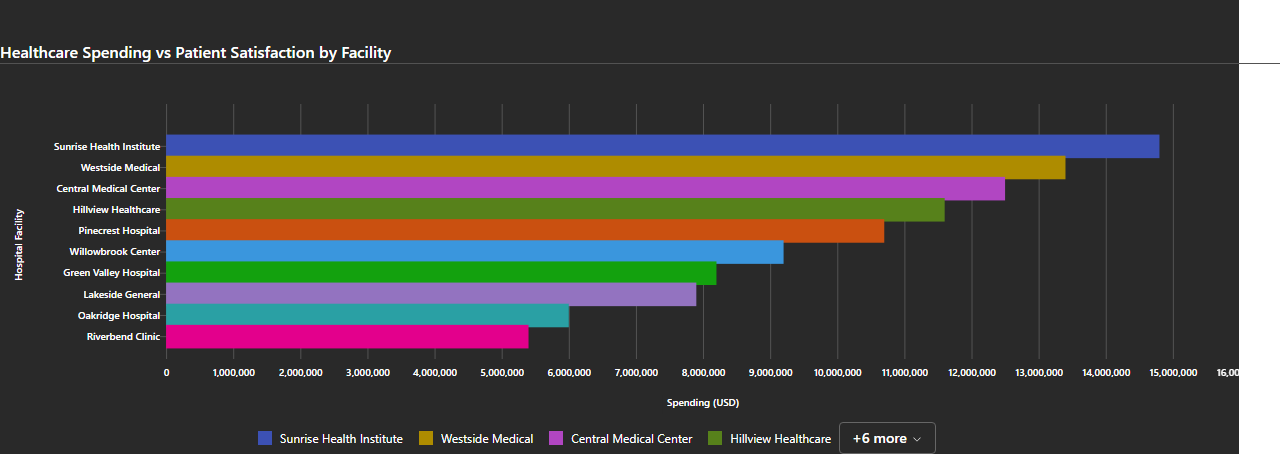 Healthcare Spending vs Patient Satisfaction by Facility
Hospital Facility
Sunrise Health Institute
Westside Medical
Central Medical Center
Hillview Healthcare
Pinecrest Hospital
Willowbrook Center
Green Valley Hospital
Lakeside General
Oakridge Hospital
Riverbend Clinic
0 1,000,000 2,000,000 3,000,000 4,000,000 5,000,000 6,000,000 7,000,000 8,000,000 9,000,000 10,000,000 11,000,000 12,000,000 13,000,000 14,000,000 15,000,000 16,0
Spending (USD)
Sunrise Health Institute Westside Medical Central Medical Center Hillview Healthcare +6 more